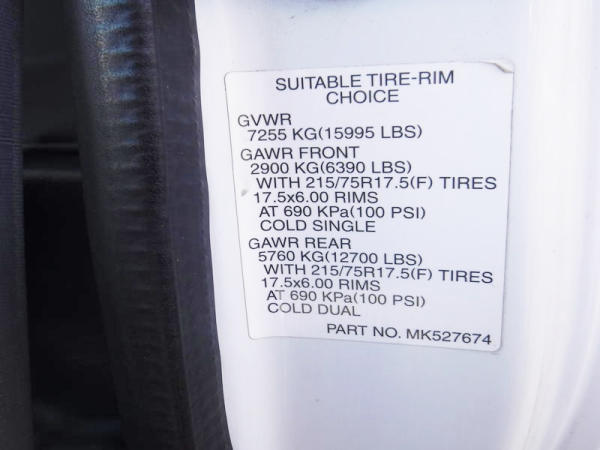 SUITABLE TIRE-RIM
CHOICE
GVWR
7255 KG(15995 LBS)
GAWR FRONT
2900 KG(6390 LBS)
WITH 215/75R17.5(F) TIRES
17.5x6.00 RIMS
AT 690 KPa(100 PSI)
COLD SINGLE
GAWR REAR
5760 KG(12700 LBS)
WITH 215/75R17.5(F) TIRES
17.5x6.00 RIMS
AT 690 KPa(100 PSI)
COLD DUAL
PART NO. MK527674